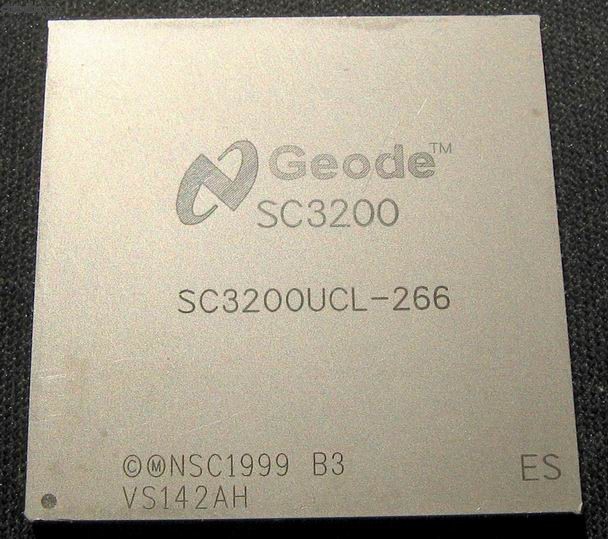 Geode™
SC3200
SC3200UCL-266
©ⓂNSC1999 B3
VS142AH
ES